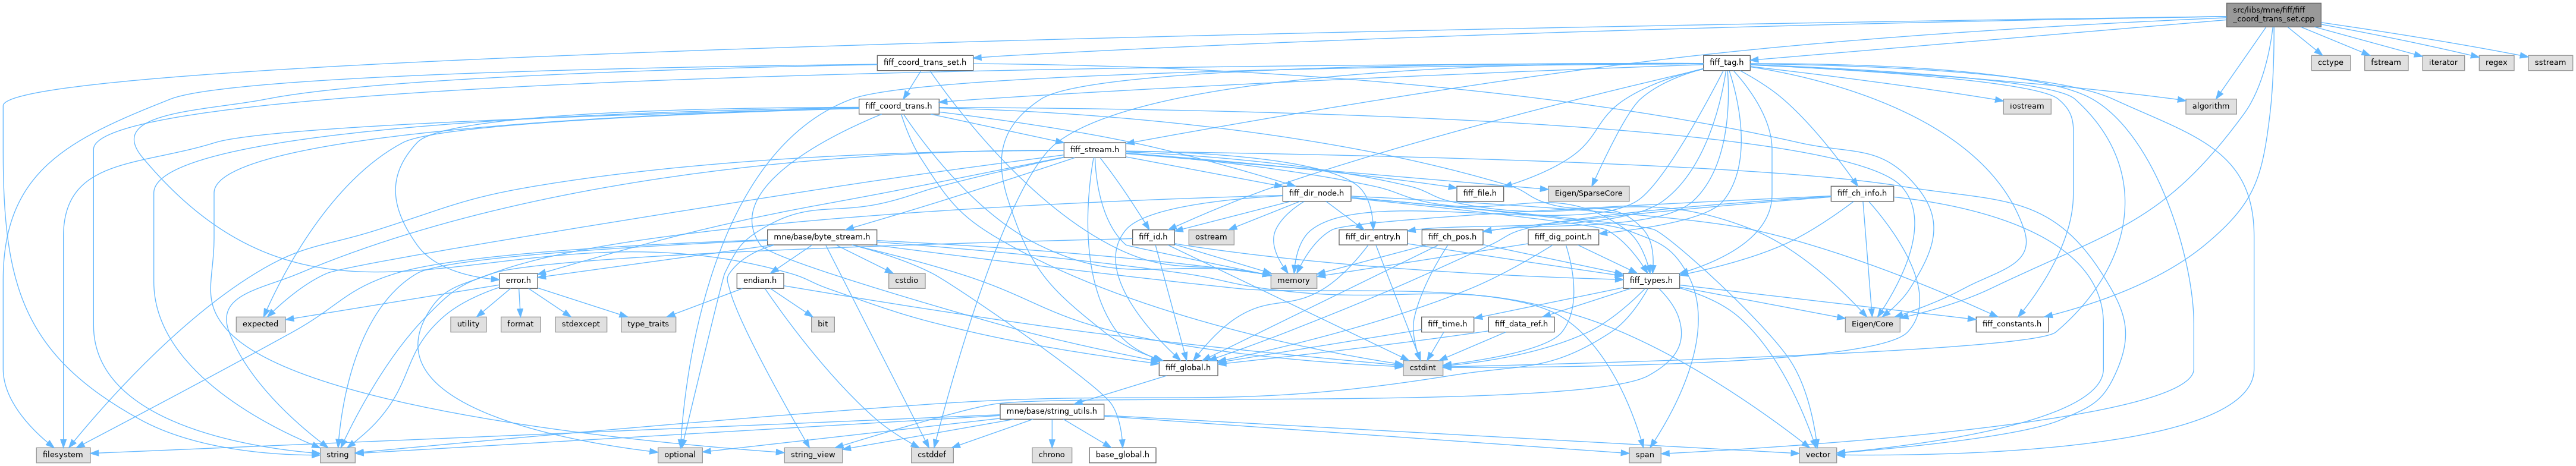 src/libs/mne/fiff/fiff
_coord_trans_set.cpp
fiff_coord_trans_set.h
fiff_tag.h
cctype
fstream
iterator
regex
sstream
fiff_coord_trans.h
iostream
algorithm
fiff_stream.h
fiff_dir_node.h
fiff_file.h
Eigen/SparseCore
fiff_ch_info.h
mne/base/byte_stream.h
fiff_id.h
ostream
fiff_dir_entry.h
fiff_ch_pos.h
fiff_dig_point.h
error.h
endian.h
cstdio
memory
fiff_types.h
expected
utility
format
stdexcept
type_traits
bit
fiff_time.h
fiff_data_ref.h
Eigen/Core
fiff_constants.h
fiff_global.h
cstdint
mne/base/string_utils.h
filesystem
string
optional
string_view
cstddef
chrono
base_global.h
span
vector